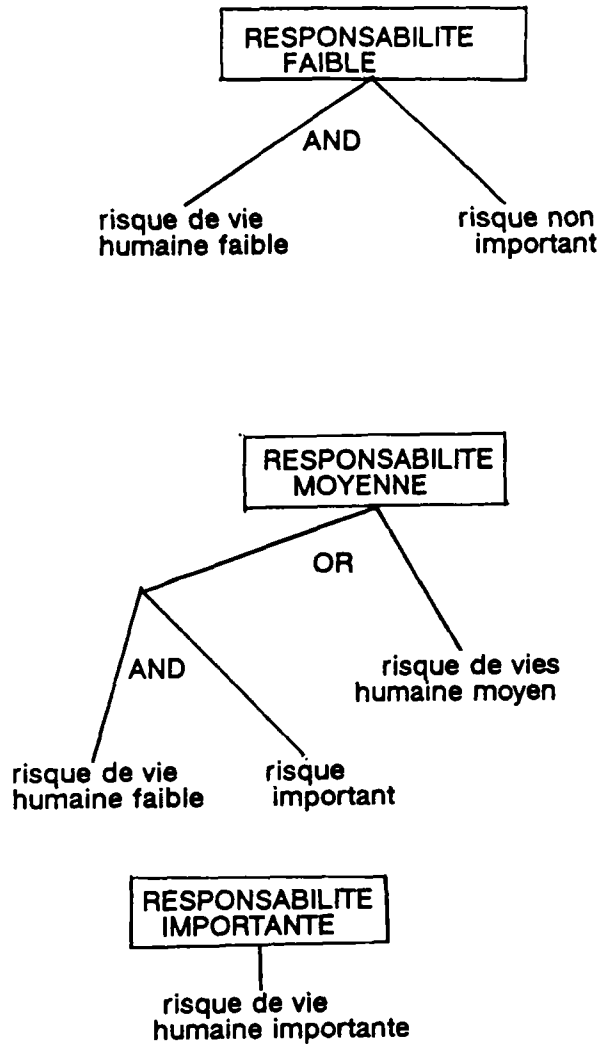 RESPONSABILITE
FAIBLE
AND
risque de vie
humaine faible
risque non
important
RESPONSABILITE
MOYENNE
OR
AND
risque de vies
humaine moyen
risque de vie
humaine faible
risque
important
RESPONSABILITE
IMPORTANTE
risque de vie
humaine importante